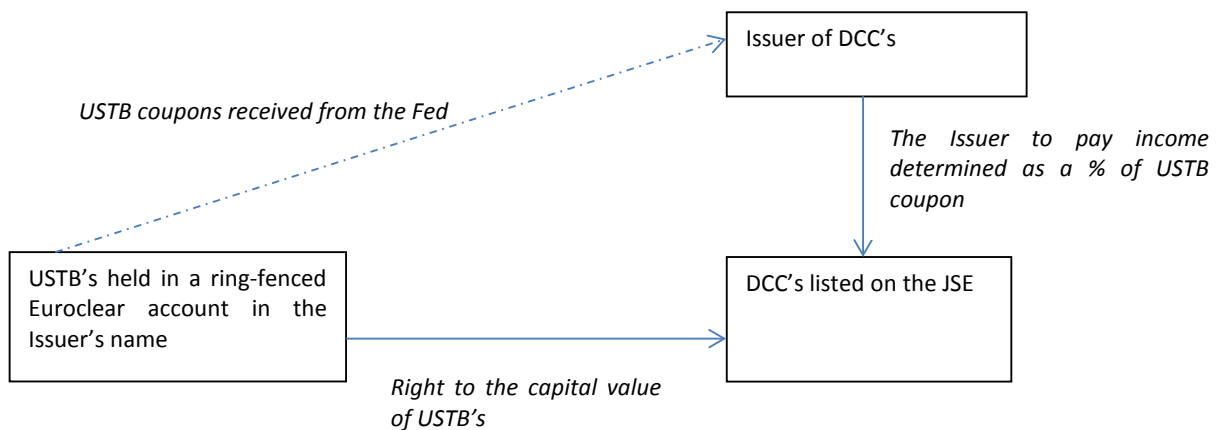 Issuer of DCC's
USTB coupons received from the Fed
The Issuer to pay income
determined as a % of USTB
coupon
USTB's held in a ring-fenced
Euroclear account in the
Issuer's name
DCC's listed on the JSE
Right to the capital value
of USTB's